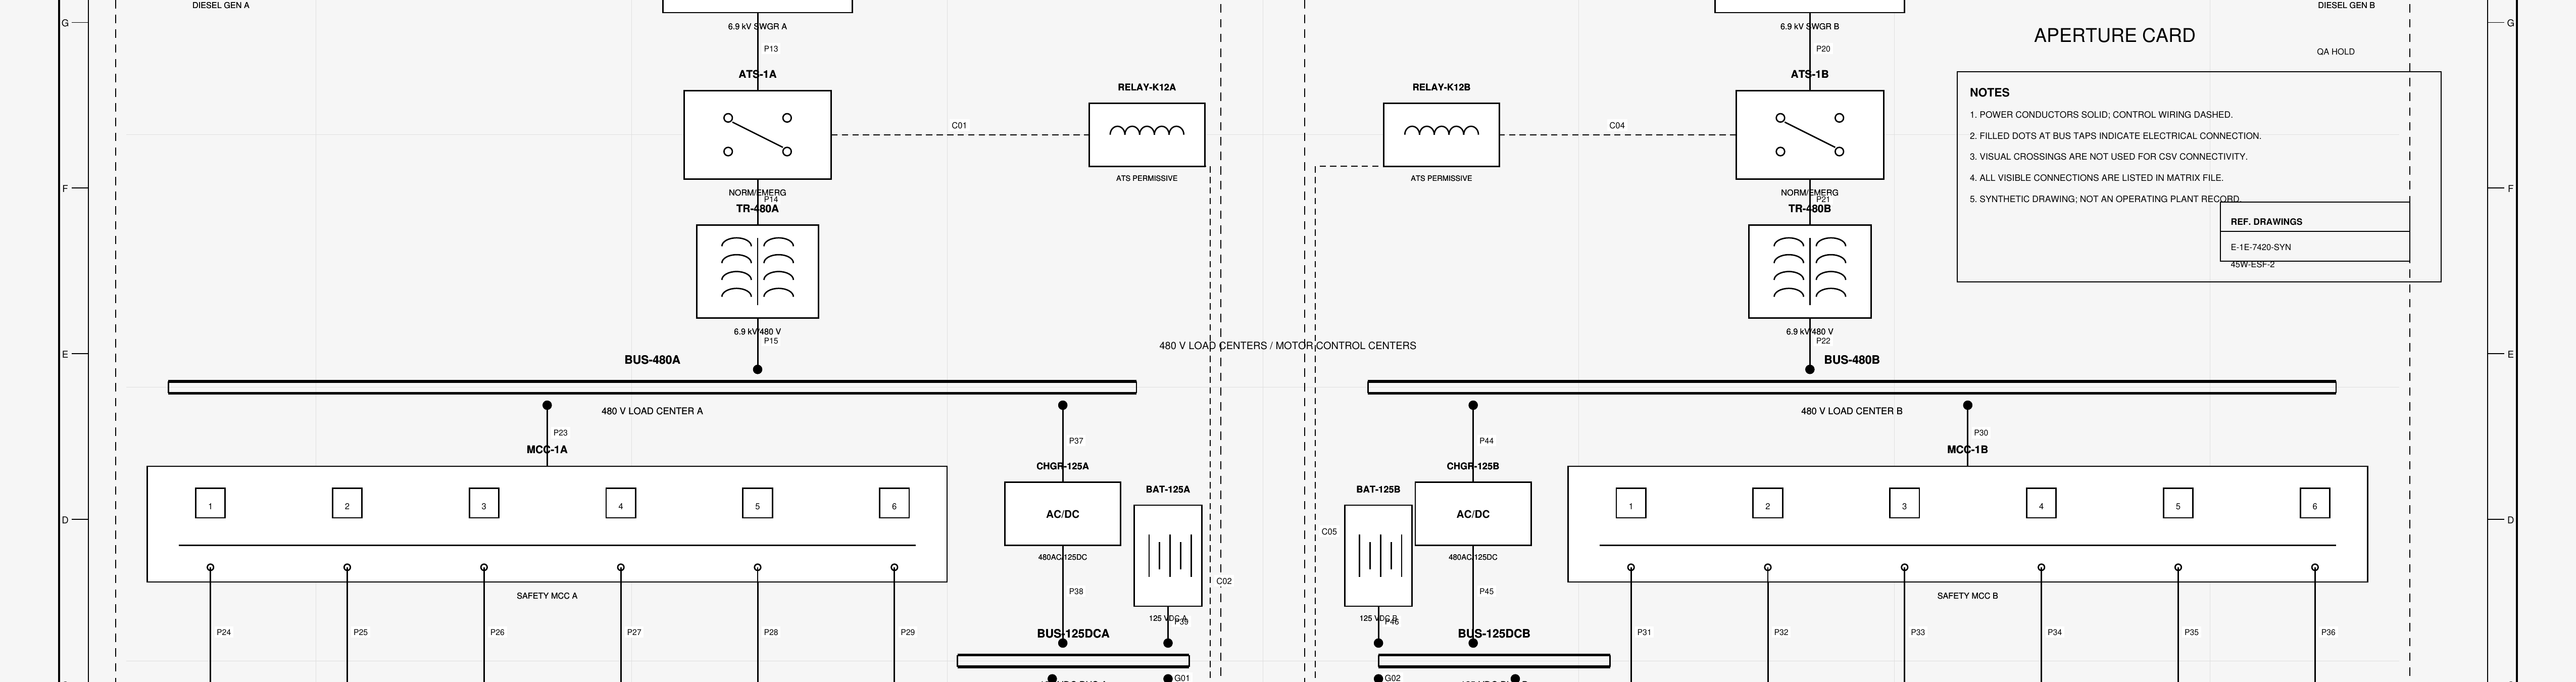 DIESEL GEN A
DIESEL GEN B
G
G
6.9 kV SWGR A
6.9 kV SWGR B
APERTURE CARD
P13
P20
QA HOLD
ATS-1A
RELAY-K12A
RELAY-K12B
ATS-1B
NOTES
1. POWER CONDUCTORS SOLID; CONTROL WIRING DASHED.
C01
C04
2. FILLED DOTS AT BUS TAPS INDICATE ELECTRICAL CONNECTION.
3. VISUAL CROSSINGS ARE NOT USED FOR CSV CONNECTIVITY.
ATS PERMISSIVE
ATS PERMISSIVE
4. ALL VISIBLE CONNECTIONS ARE LISTED IN MATRIX FILE.
F
F
NORM/EMERG
NORM/EMERG
P14
P21
5. SYNTHETIC DRAWING; NOT AN OPERATING PLANT RECORD.
TR-480A
TR-480B
REF. DRAWINGS
E-1E-7420-SYN
45W-ESF-2
6.9 kV/480 V
6.9 kV/480 V
P15
P22
480 V LOAD CENTERS / MOTOR CONTROL CENTERS
E
E
BUS-480A
BUS-480B
480 V LOAD CENTER A
480 V LOAD CENTER B
P23
P37
P44
P30
MCC-1A
MCC-1B
CHGR-125A
CHGR-125B
BAT-125A
BAT-125B
1
2
3
4
5
6
AC/DC
AC/DC
1
2
3
4
5
6
D
D
C05
480AC/125DC
480AC/125DC
C02
P38
P45
SAFETY MCC A
SAFETY MCC B
125 VDC A
P39
125 VDC B
P46
P24
P25
P26
P27
P28
P29
BUS-125DCA
BUS-125DCB
P31
P32
P33
P34
P35
P36
G01
G02